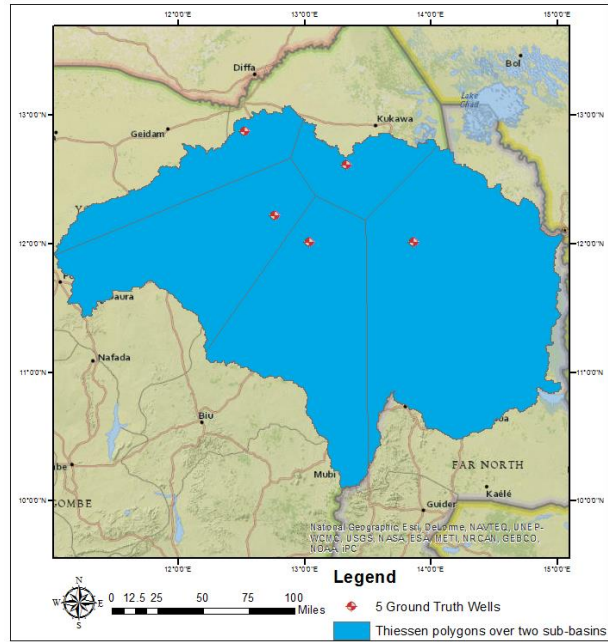 12°0'0"E 13°0'0"E 14°0'0"E 15°0'0"E
Diffa
Bol
Lake Chad
13°0'0"N 13°0'0"N
Geidam
Kukawa
12°0'0"N 12°0'0"N
11°0'0"N 11°0'0"N
Nafada
Biu
Mubi
FAR NORTH
10°0'0"N 10°0'0"N
Kaélé
Guider
National Geographic, Esri, DeLorme, NAVTEQ, UNEP-
WCMC, USGS, NASA, ESA, METI, NRCAN, GEBCO,
NOAA, iPC
12°0'0"E 13°0'0"E 14°0'0"E 15°0'0"E
Legend
N
W E
S
0 12.5 25 50 75 100
Miles
5 Ground Truth Wells
Thiessen polygons over two sub-basins